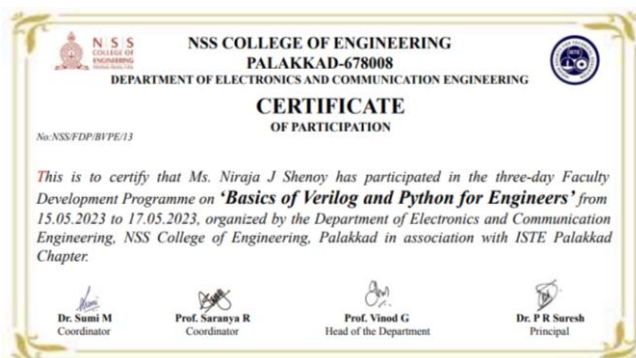 N|S|S
COLLEGE OF
ENGINEERING
NSS COLLEGE OF ENGINEERING
PALAKKAD-678008
DEPARTMENT OF ELECTRONICS AND COMMUNICATION ENGINEERING
CERTIFICATE
OF PARTICIPATION
No:NSS/FDP/BVPE/13
This is to certify that Ms. Niraja J Shenoy has participated in the three-day Faculty
Development Programme on ‘Basics of Verilog and Python for Engineers’ from
15.05.2023 to 17.05.2023, organized by the Department of Electronics and Communication
Engineering, NSS College of Engineering, Palakkad in association with ISTE Palakkad
Chapter.
Dr. Sumi M
Coordinator
Prof. Saranya R
Coordinator
Prof. Vinod G
Head of the Department
Dr. P R Suresh
Principal